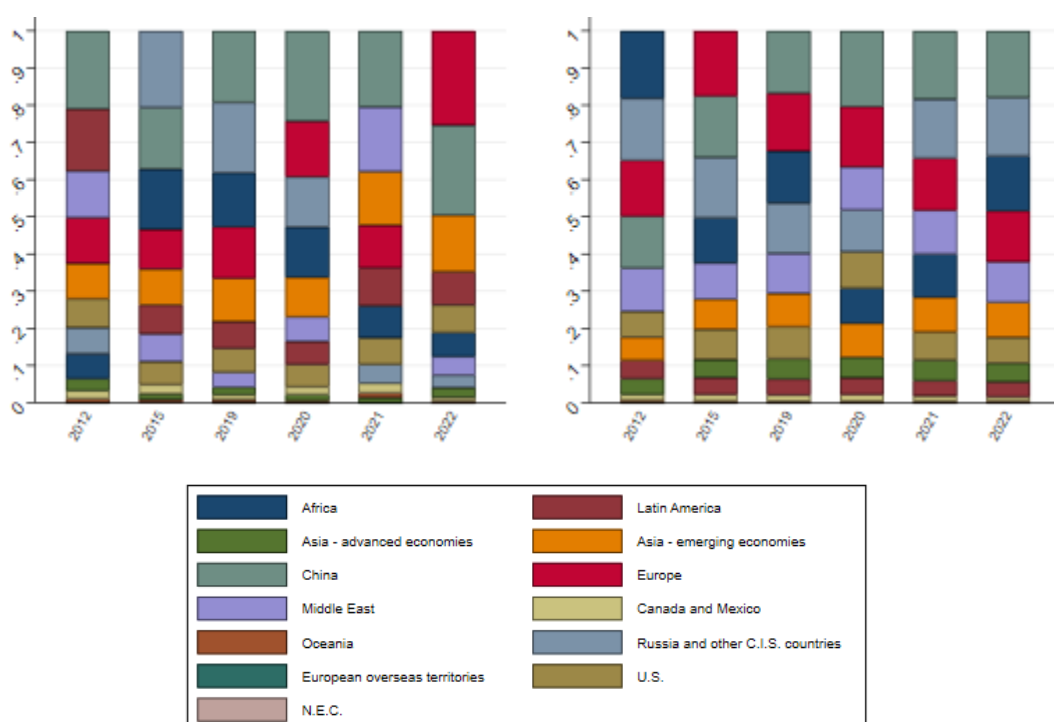 1
.9
.8
.7
.6
.5
.4
.3
.2
.1
0
2012
2015
2019
2020
2021
2022
1
.9
.8
.7
.6
.5
.4
.3
.2
.1
0
2012
2015
2019
2020
2021
2022
Africa
Latin America
Asia - advanced economies
Asia - emerging economies
China
Europe
Middle East
Canada and Mexico
Oceania
Russia and other C.I.S. countries
European overseas territories
U.S.
N.E.C.